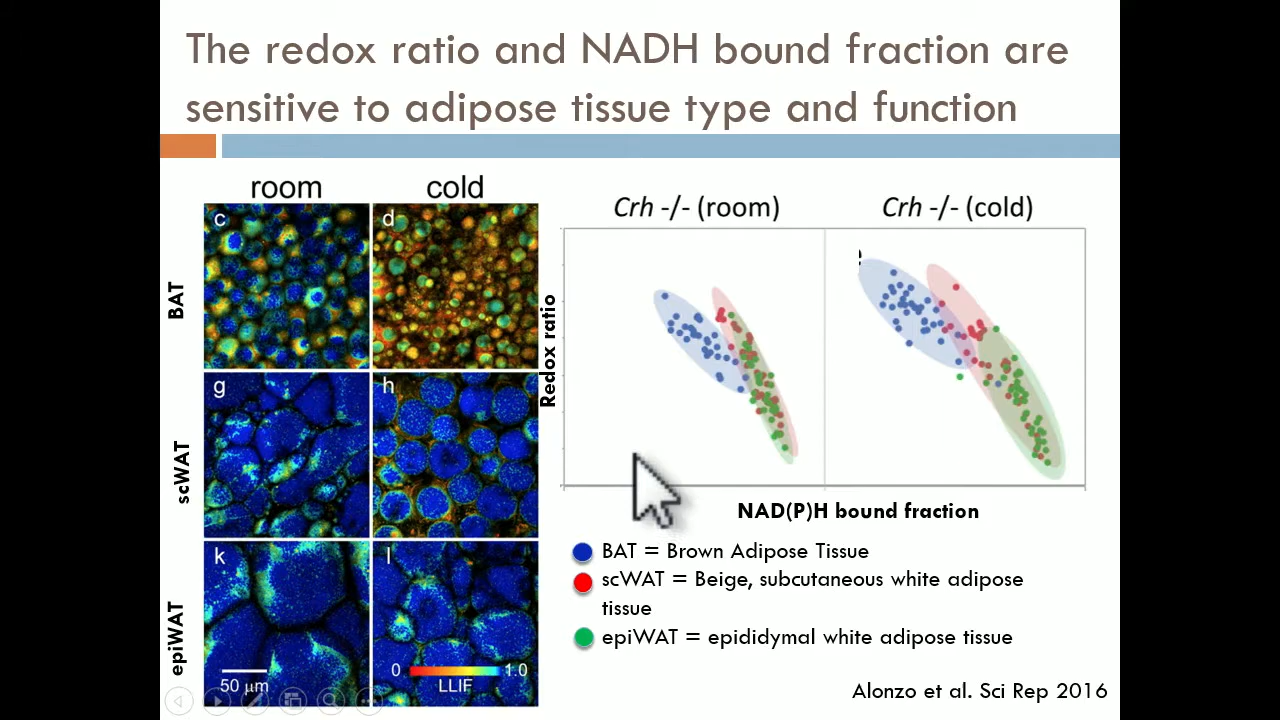 The redox ratio and NADH bound fraction are
sensitive to adipose tissue type and function
room
cold
BAT
c
d
scWAT
g
h
epiWAT
k
l
50 µm
0
1.0
LLIF
Crh -/- (room)
Crh -/- (cold)
Redox ratio
NAD(P)H bound fraction
BAT = Brown Adipose Tissue
scWAT = Beige, subcutaneous white adipose
tissue
epiWAT = epididymal white adipose tissue
Alonzo et al. Sci Rep 2016